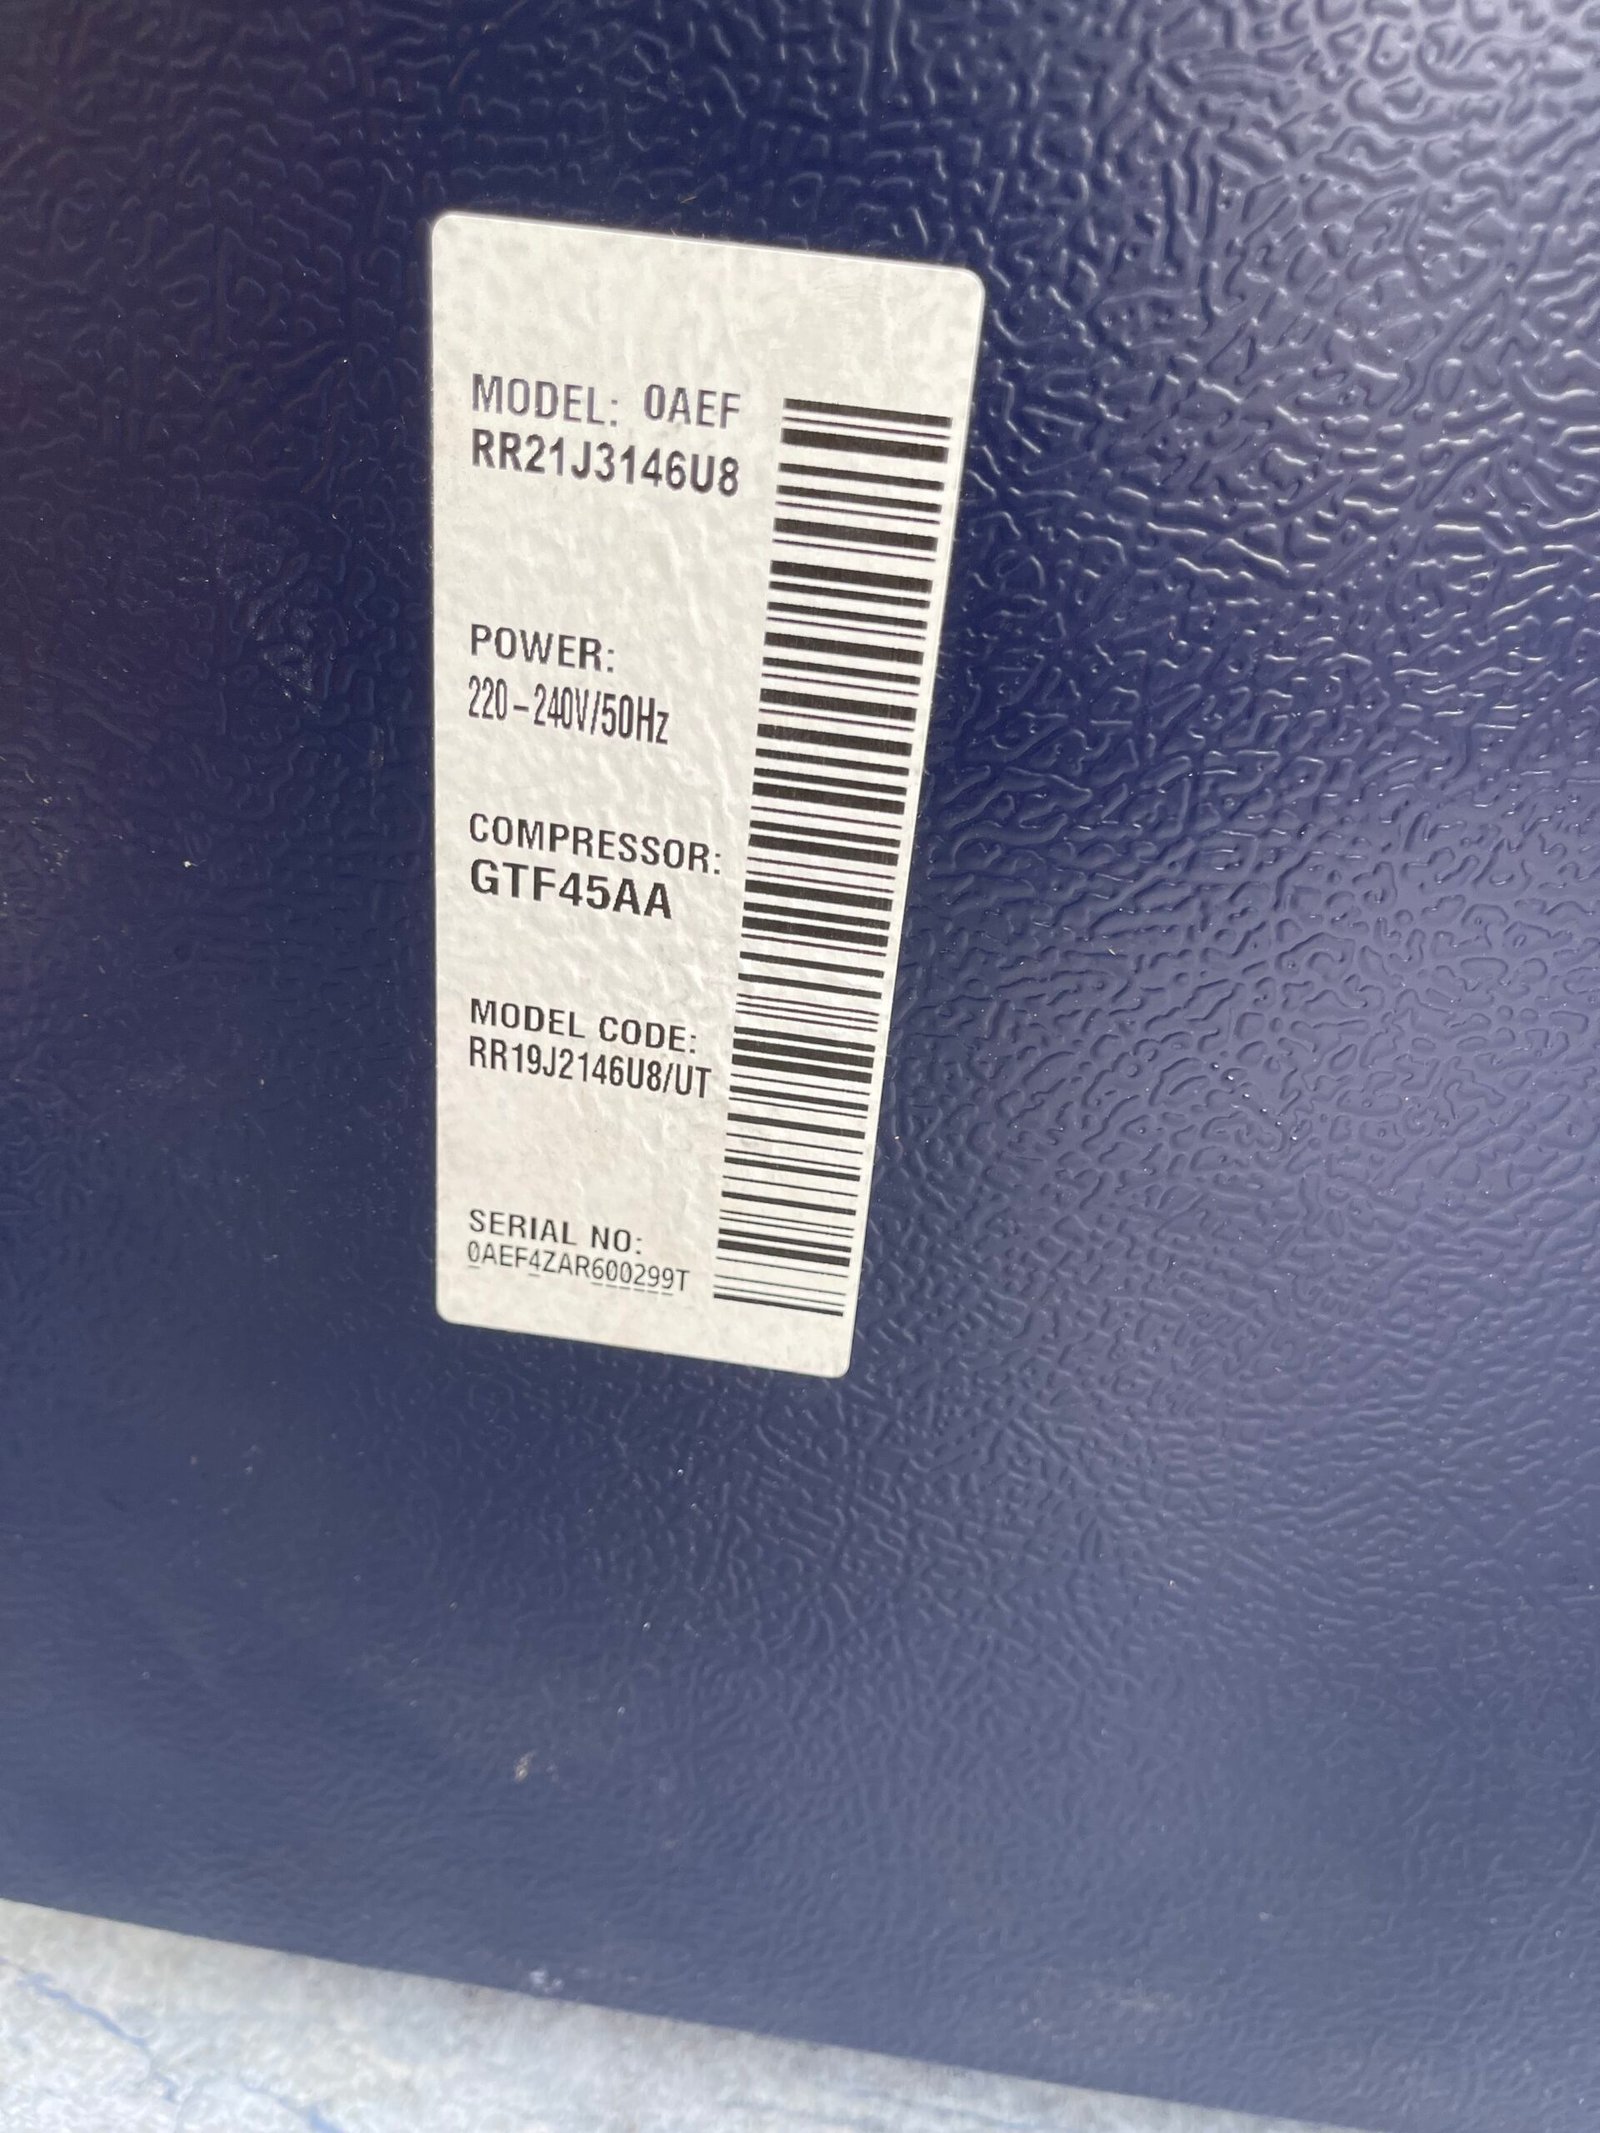 MODEL: 0AEF
RR21J3146U8
POWER:
220-240V/50Hz
COMPRESSOR:
GTF45AA
MODEL CODE:
RR19J2146U8/UT
SERIAL NO:
0AEF4ZAR600299T